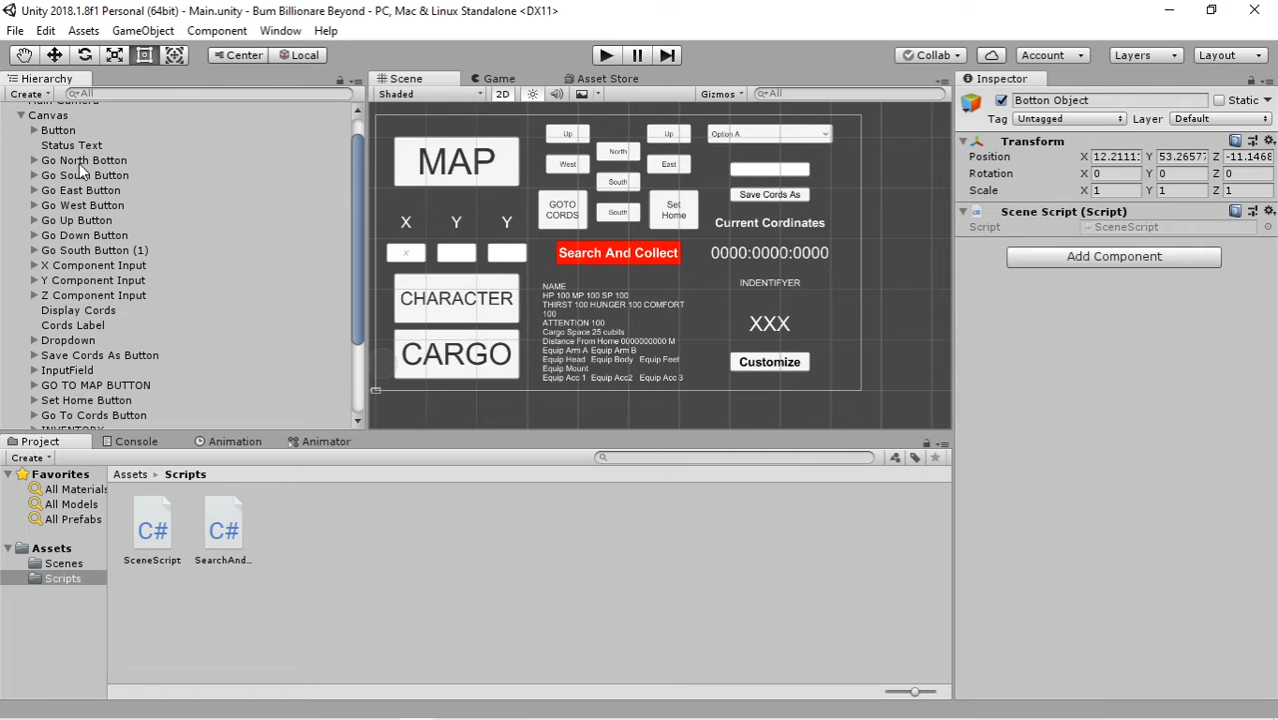 Unity 2018.1.8f1 Personal (64bit) - Main.unity - Bum Billionare Beyond - PC, Mac & Linux Standalone <DX11>
File Edit Assets GameObject Component Window Help
Center Local Collab Account Layers Layout
Hierarchy
Create All
Canvas
Button
Status Text
Go North Botton
Go South Button
Go East Button
Go West Button
Go Up Button
Go Down Button
Go South Button (1)
X Component Input
Y Component Input
Z Component Input
Display Cords
Cords Label
Dropdown
Save Cords As Button
InputField
GO TO MAP BUTTON
Set Home Button
Go To Cords Button
INVENTORY
Scene Game Asset Store
Shaded 2D Gizmos All
MAP
X Y Y
x
CHARACTER
CARGO
Up Up
West North East
South
GOTO CORDS South Set Home
Search And Collect
NAME
HP 100 MP 100 SP 100
THIRST 100 HUNGER 100 COMFORT
100
ATTENTION 100
Cargo Space 25 cubils
Distance From Home 0000000000 M
Equip Arm A Equip Arm B
Equip Head Equip Body Equip Feet
Equip Mount
Equip Acc 1 Equip Acc2 Equip Acc 3
Option A
Save Cords As
Current Cordinates
0000:0000:0000
INDENTIFYER
XXX
Customize
Inspector
Botton Object Static
Tag Untagged Layer Default
Transform
Position X 12.2111 Y 53.2657 Z -11.1468
Rotation X 0 Y 0 Z 0
Scale X 1 Y 1 Z 1
Scene Script (Script)
Script SceneScript
Add Component
Project Console Animation Animator
Create
Favorites
All Materials
All Models
All Prefabs
Assets
Scenes
Scripts
Assets Scripts
C# C#
SceneScript SearchAnd...